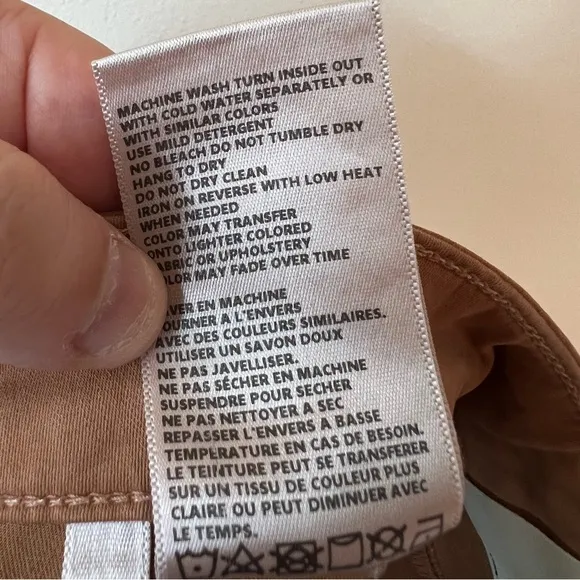 MACHINE WASH TURN INSIDE OUT
WITH COLD WATER SEPARATELY OR
WITH SIMILAR COLORS
USE MILD DETERGENT
NO BLEACH DO NOT TUMBLE DRY
HANG TO DRY
DO NOT DRY CLEAN
IRON ON REVERSE WITH LOW HEAT
WHEN NEEDED
COLOR MAY TRANSFER
ONTO LIGHTER COLORED
FABRIC OR UPHOLSTERY
COLOR MAY FADE OVER TIME
EN MACHINE
A L'ENVERS
AVEC DES COULEURS SIMILAIRES.
UTILISER UN SAVON DOUX
NE PAS JAVELLISER.
NE PAS SÉCHER EN MACHINE
SUSPENDRE POUR SECHER
NE PAS NETTOYER A SEC
REPASSER L'ENVERS A BASSE
TEMPERATURE EN CAS DE BESOIN.
LE TEINTURE PEUT SE TRANSFERER
SUR UN TISSU DE COULEUR PLUS
CLAIRE OU PEUT DIMINUER AVEC
LE TEMPS.